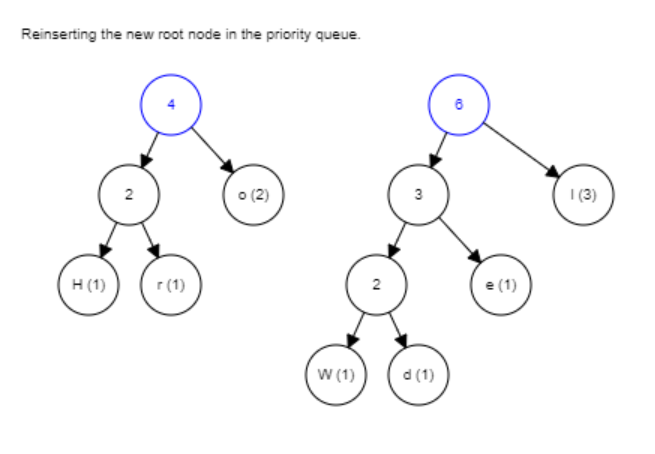 Reinserting the new root node in the priority queue.
4
6
2
o (2)
3
l (3)
H (1)
r (1)
2
e (1)
W (1)
d (1)